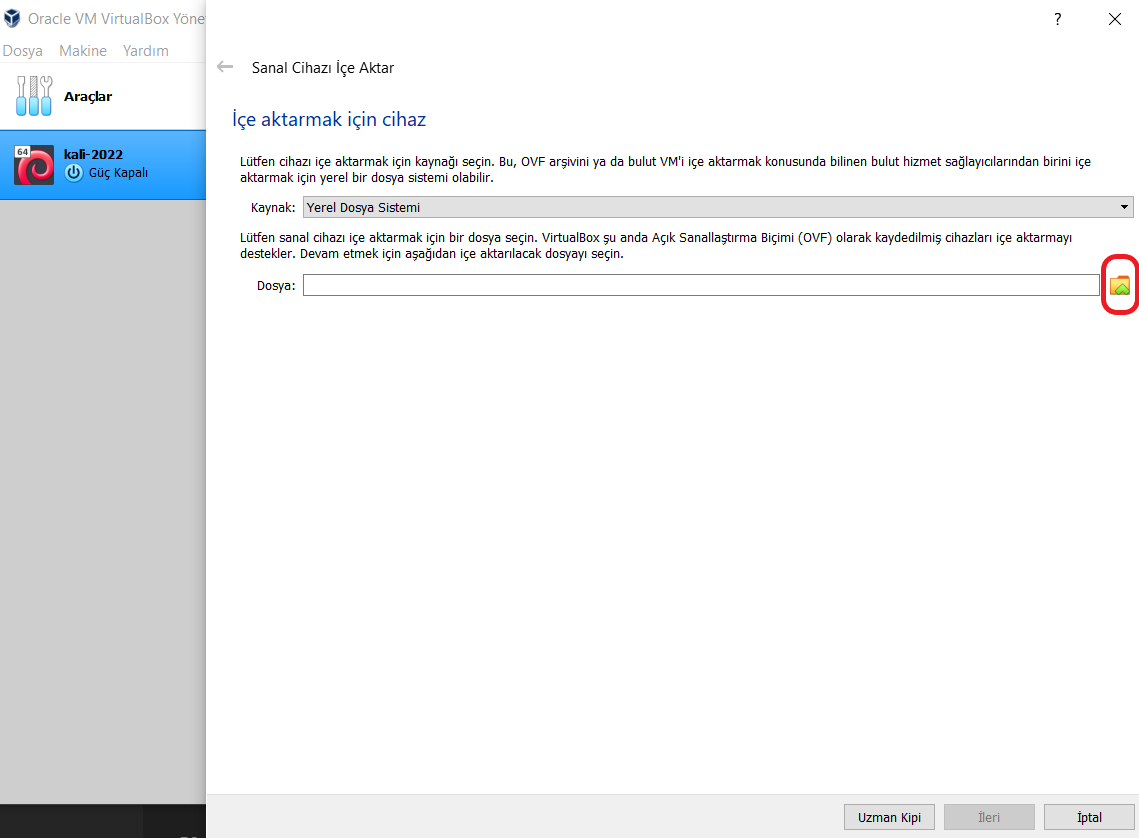 Oracle VM VirtualBox Yöne
?
Dosya Makine Yardım
Araçlar
64
kali-2022
Güç Kapalı
Sanal Cihazı İçe Aktar
İçe aktarmak için cihaz
Lütfen cihazı içe aktarmak için kaynağı seçin. Bu, OVF arşivini ya da bulut VM'i içe aktarmak konusunda bilinen bulut hizmet sağlayıcılarından birini içe
aktarmak için yerel bir dosya sistemi olabilir.
Kaynak: Yerel Dosya Sistemi
Lütfen sanal cihazı içe aktarmak için bir dosya seçin. VirtualBox şu anda Açık Sanallaştırma Biçimi (OVF) olarak kaydedilmiş cihazları içe aktarmayı
destekler. Devam etmek için aşağıdan içe aktarılacak dosyayı seçin.
Dosya:
Uzman Kipi İleri İptal